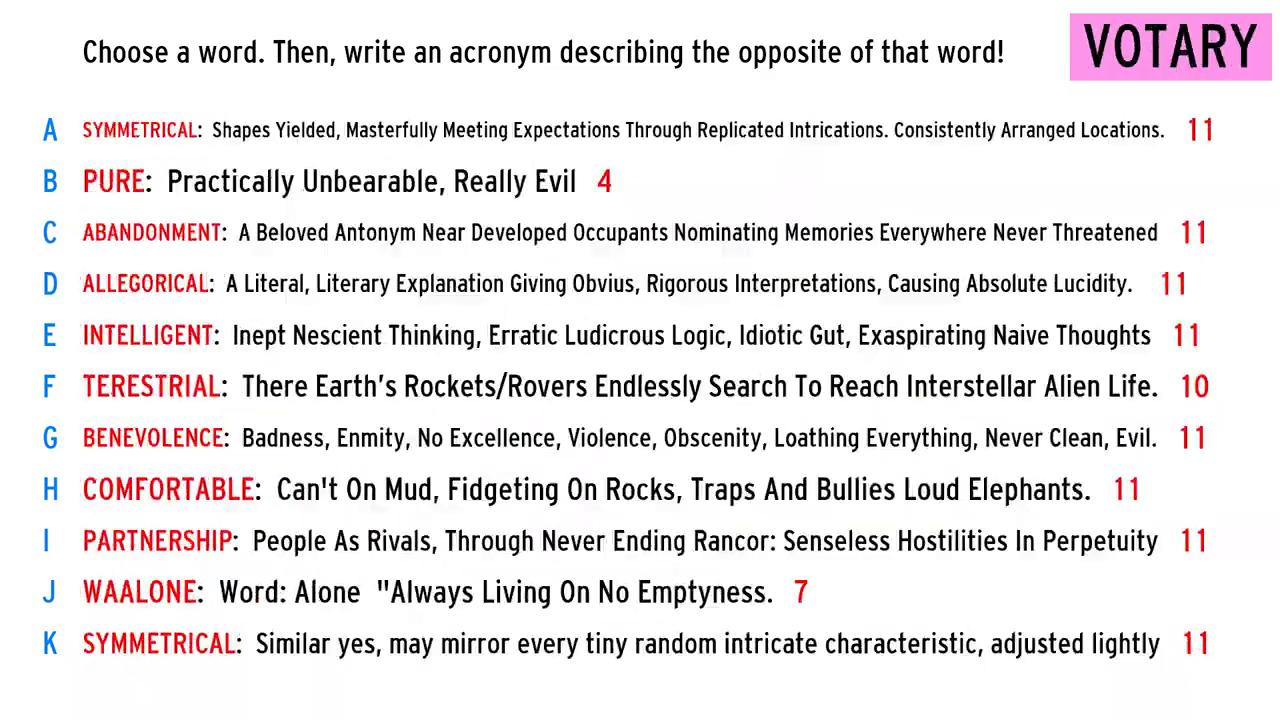 Choose a word. Then, write an acronym describing the opposite of that word!
VOTARY
A SYMMETRICAL: Shapes Yielded, Masterfully Meeting Expectations Through Replicated Intrications. Consistently Arranged Locations. 11
B PURE: Practically Unbearable, Really Evil 4
C ABANDONMENT: A Beloved Antonym Near Developed Occupants Nominating Memories Everywhere Never Threatened 11
D ALLEGORICAL: A Literal, Literary Explanation Giving Obvius, Rigorous Interpretations, Causing Absolute Lucidity. 11
E INTELLIGENT: Inept Nescient Thinking, Erratic Ludicrous Logic, Idiotic Gut, Exaspirating Naive Thoughts 11
F TERESTRIAL: There Earth's Rockets/Rovers Endlessly Search To Reach Interstellar Alien Life. 10
G BENEVOLENCE: Badness, Enmity, No Excellence, Violence, Obscenity, Loathing Everything, Never Clean, Evil. 11
H COMFORTABLE: Can't On Mud, Fidgeting On Rocks, Traps And Bullies Loud Elephants. 11
I PARTNERSHIP: People As Rivals, Through Never Ending Rancor: Senseless Hostilities In Perpetuity 11
J WAALONE: Word: Alone "Always Living On No Emptyness. 7
K SYMMETRICAL: Similar yes, may mirror every tiny random intricate characteristic, adjusted lightly 11